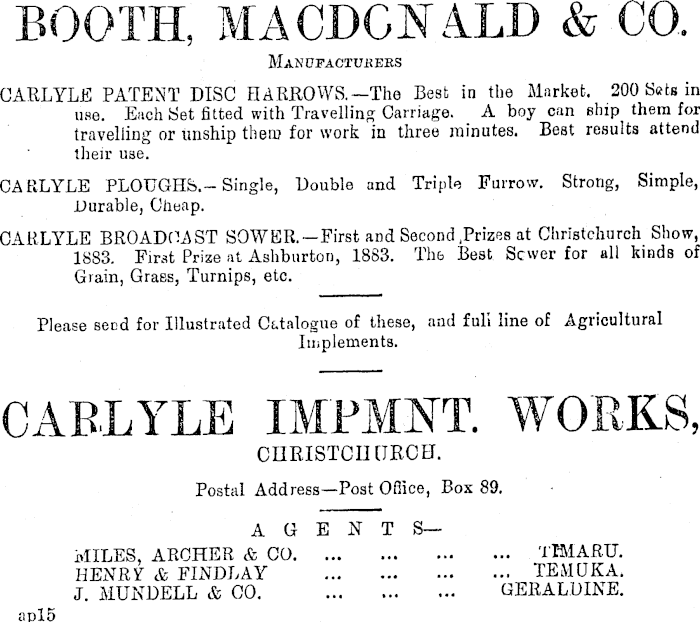 BOOTH, MACDONALD & CO.
MANUFACTURERS
CARLYLE PATENT DISC HARROWS.—The Best in the Market. 200 Sets in
use. Each Set fitted with Travelling Carriage. A boy can ship them for
travelling or unship them for work in three minutes. Best results attend
their use.
CARLYLE PLOUGHS.—Single, Double and Triple Furrow. Strong, Simple,
Durable, Cheap.
CARLYLE BROADCAST SOWER.—First and Second Prizes at Christchurch Show,
1883. First Prize at Ashburton, 1883. The Best Sower for all kinds of
Grain, Grass, Turnips, etc.
Please send for Illustrated Catalogue of these, and full line of Agricultural
Implements.
CARLYLE IMPMNT. WORKS,
CHRISTCHURCH.
Postal Address—Post Office, Box 89.
AGENTS—
MILES, ARCHER & CO. ... ... ... ... TIMARU.
HENRY & FINDLAY ... ... ... ... TEMUKA.
J. MUNDELL & CO. ... ... ... GERALDINE.
ap15